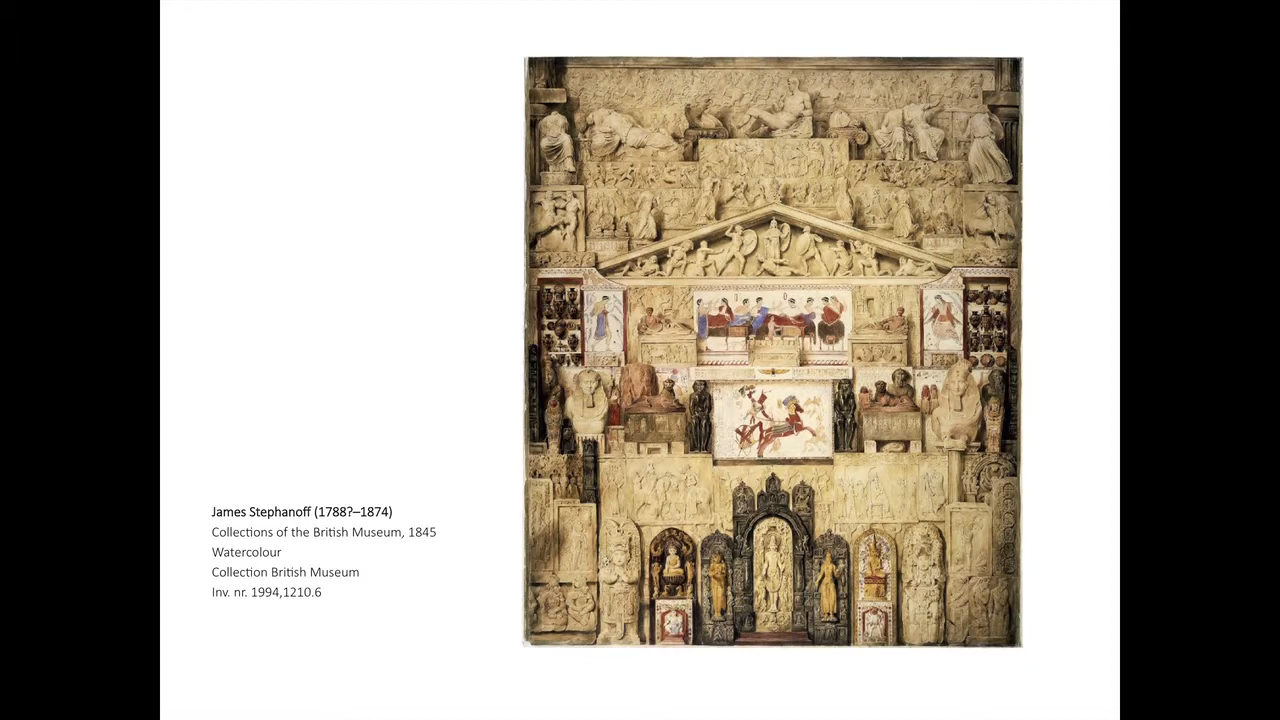 James Stephanoff (1788?–1874)
Collections of the British Museum, 1845
Watercolour
Collection British Museum
Inv. nr. 1994,1210.6